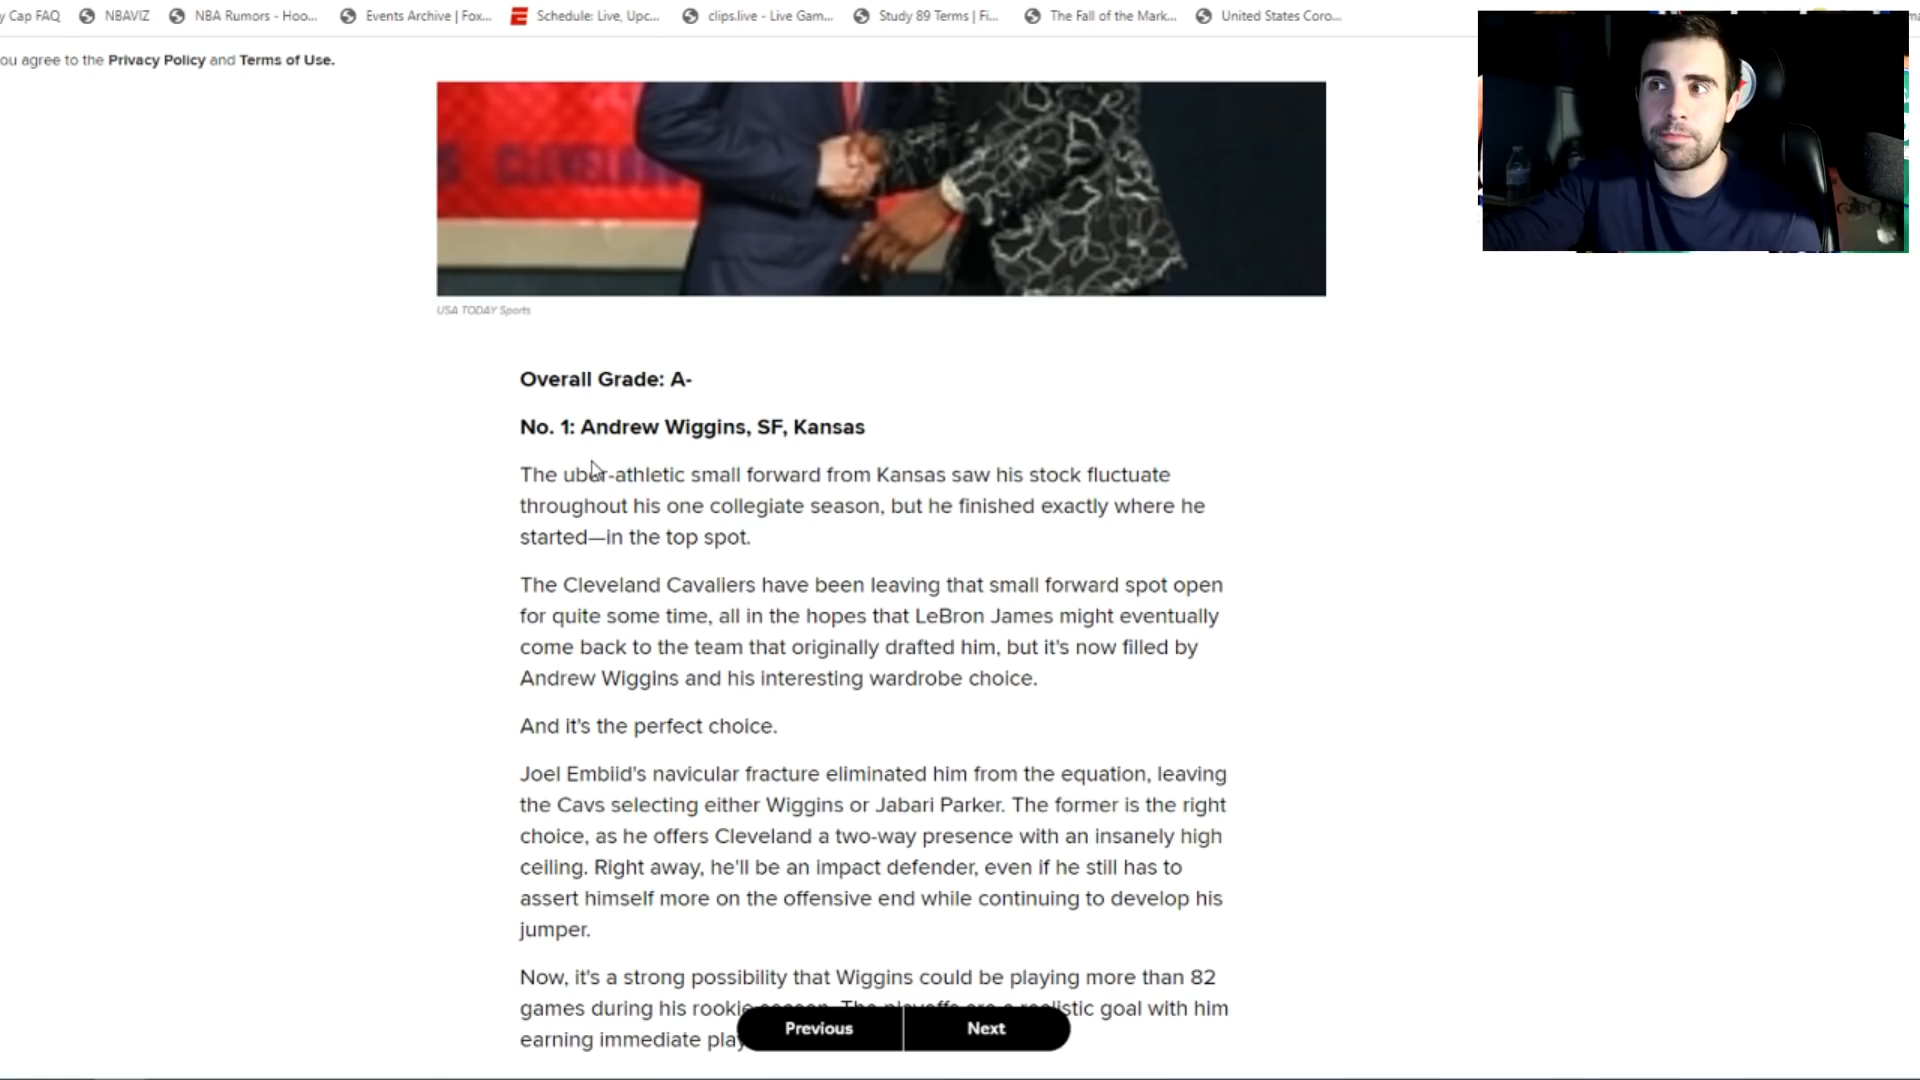 y Cap FAQ NBAVIZ NBA Rumors - Hoo... Events Archive | Fox... Schedule: Live, Upc... clips.live - Live Gam... Study 89 Terms | Fi... The Fall of the Mark... United States Coro...
ou agree to the Privacy Policy and Terms of Use.
CLEVELAN
USA TODAY Sports
Overall Grade: A-
No. 1: Andrew Wiggins, SF, Kansas
The uber-athletic small forward from Kansas saw his stock fluctuate
throughout his one collegiate season, but he finished exactly where he
started—in the top spot.
The Cleveland Cavaliers have been leaving that small forward spot open
for quite some time, all in the hopes that LeBron James might eventually
come back to the team that originally drafted him, but it's now filled by
Andrew Wiggins and his interesting wardrobe choice.
And it's the perfect choice.
Joel Embiid's navicular fracture eliminated him from the equation, leaving
the Cavs selecting either Wiggins or Jabari Parker. The former is the right
choice, as he offers Cleveland a two-way presence with an insanely high
ceiling. Right away, he'll be an impact defender, even if he still has to
assert himself more on the offensive end while continuing to develop his
jumper.
Now, it's a strong possibility that Wiggins could be playing more than 82
games during his rookie season. The playoffs are a realistic goal with him
earning immediate play
Previous Next